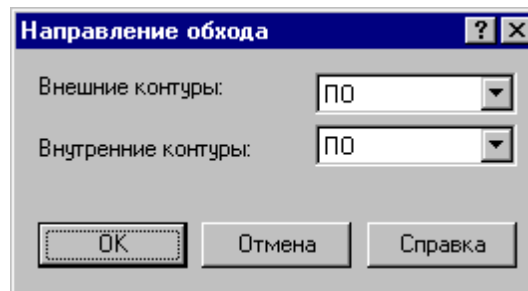 Направление обхода
Внешние контуры: ПО
Внутренние контуры: ПО
OK Отмена Справка